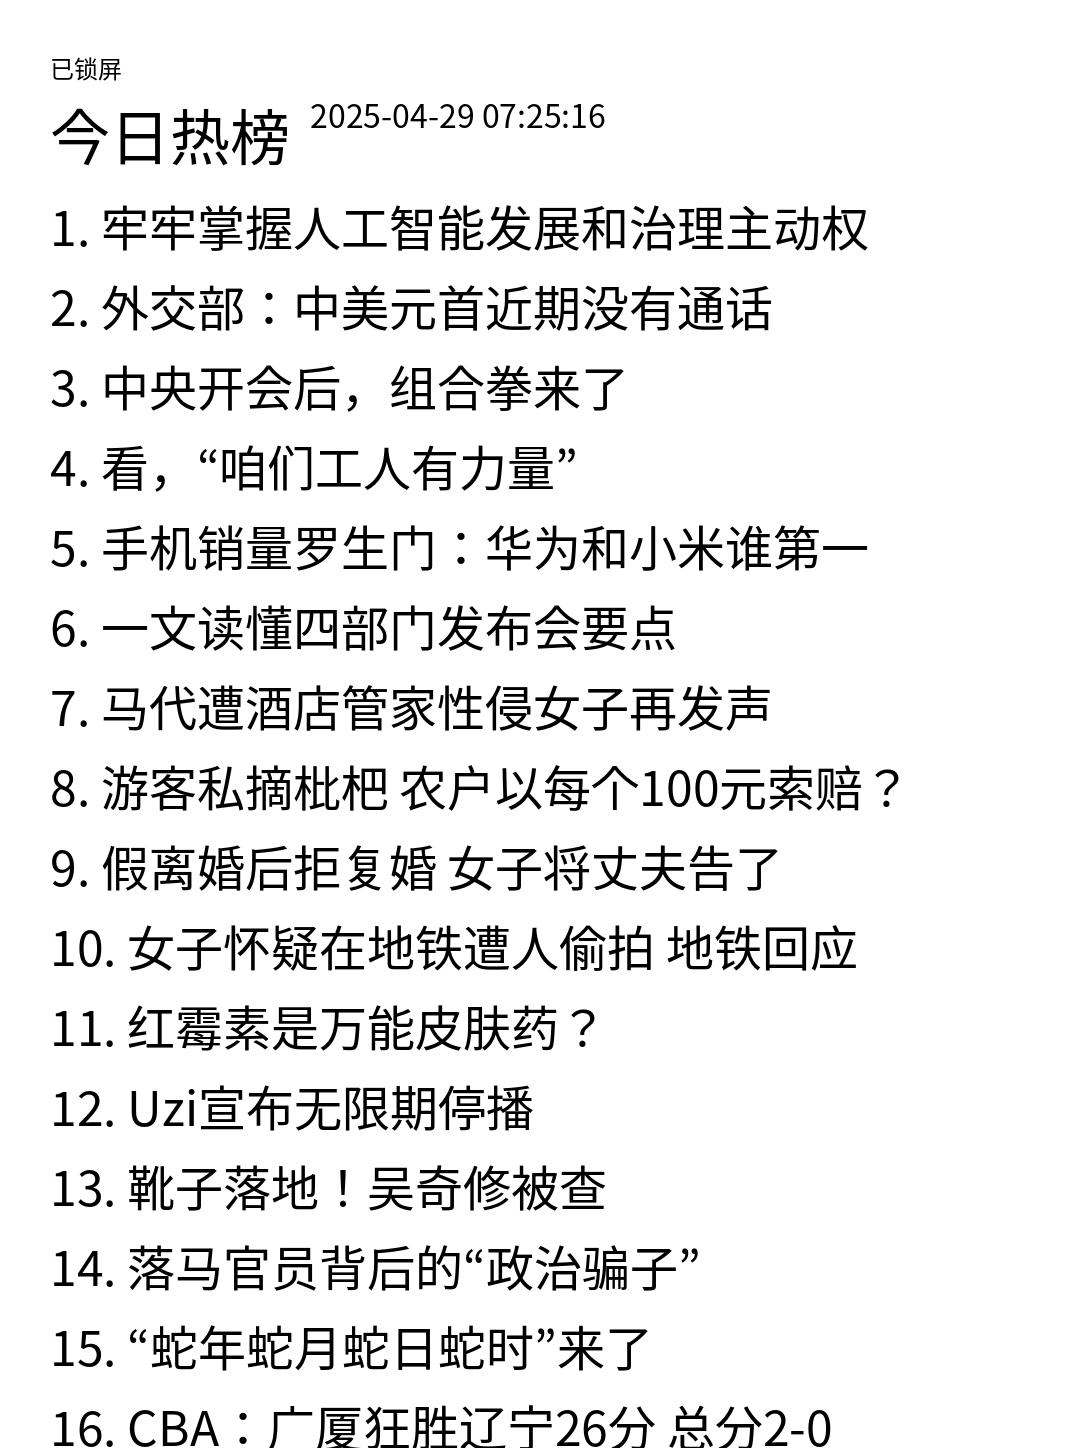 已锁屏
今日热榜 2025-04-29 07:25:16
1. 牢牢掌握人工智能发展和治理主动权
2. 外交部：中美元首近期没有通话
3. 中央开会后，组合拳来了
4. 看，“咱们工人有力量”
5. 手机销量罗生门：华为和小米谁第一
6. 一文读懂四部门发布会要点
7. 马代遭酒店管家性侵女子再发声
8. 游客私摘枇杷 农户以每个100元索赔？
9. 假离婚后拒复婚 女子将丈夫告了
10. 女子怀疑在地铁遭人偷拍 地铁回应
11. 红霉素是万能皮肤药？
12. Uzi宣布无限期停播
13. 靴子落地！吴奇修被查
14. 落马官员背后的“政治骗子”
15. “蛇年蛇月蛇日蛇时”来了
16. CBA：广厦狂胜辽宁26分 总分2-0